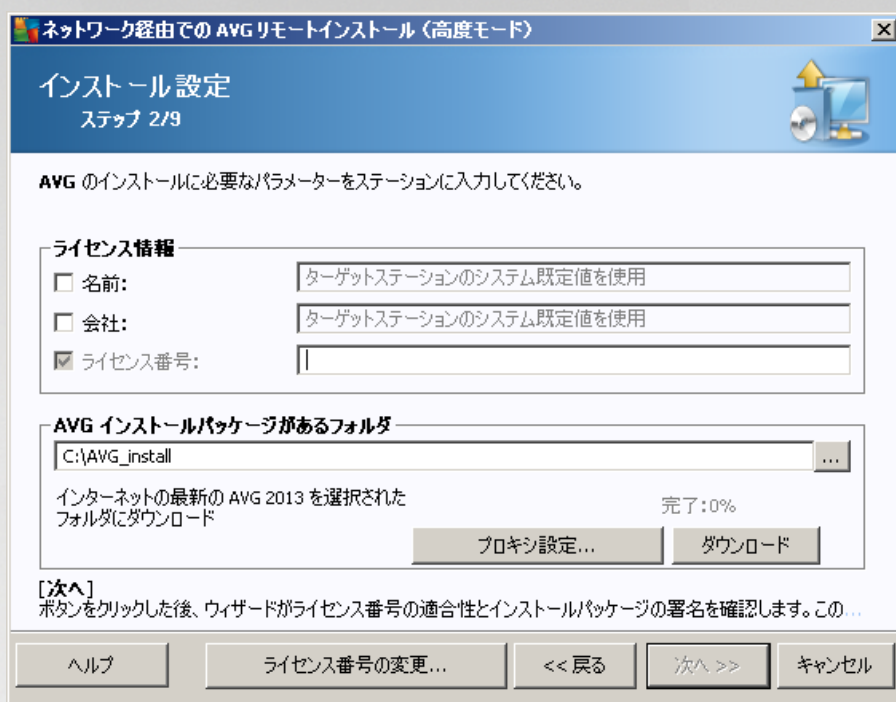 ネットワーク経由での AVG リモートインストール（高度モード）
インストール設定
ステップ 2/9
AVG のインストールに必要なパラメーターをステーションに入力してください。
ライセンス情報
名前:
ターゲットステーションのシステム既定値を使用
会社:
ターゲットステーションのシステム既定値を使用
ライセンス番号:
AVG インストールパッケージがあるフォルダ
C:\AVG_install
...
インターネットの最新の AVG 2013 を選択された
フォルダにダウンロード
完了:0%
プロキシ設定...
ダウンロード
[次へ]
ボタンをクリックした後、ウィザードがライセンス番号の適合性とインストールパッケージの署名を確認します。この...
ヘルプ
ライセンス番号の変更...
<< 戻る
次へ >>
キャンセル